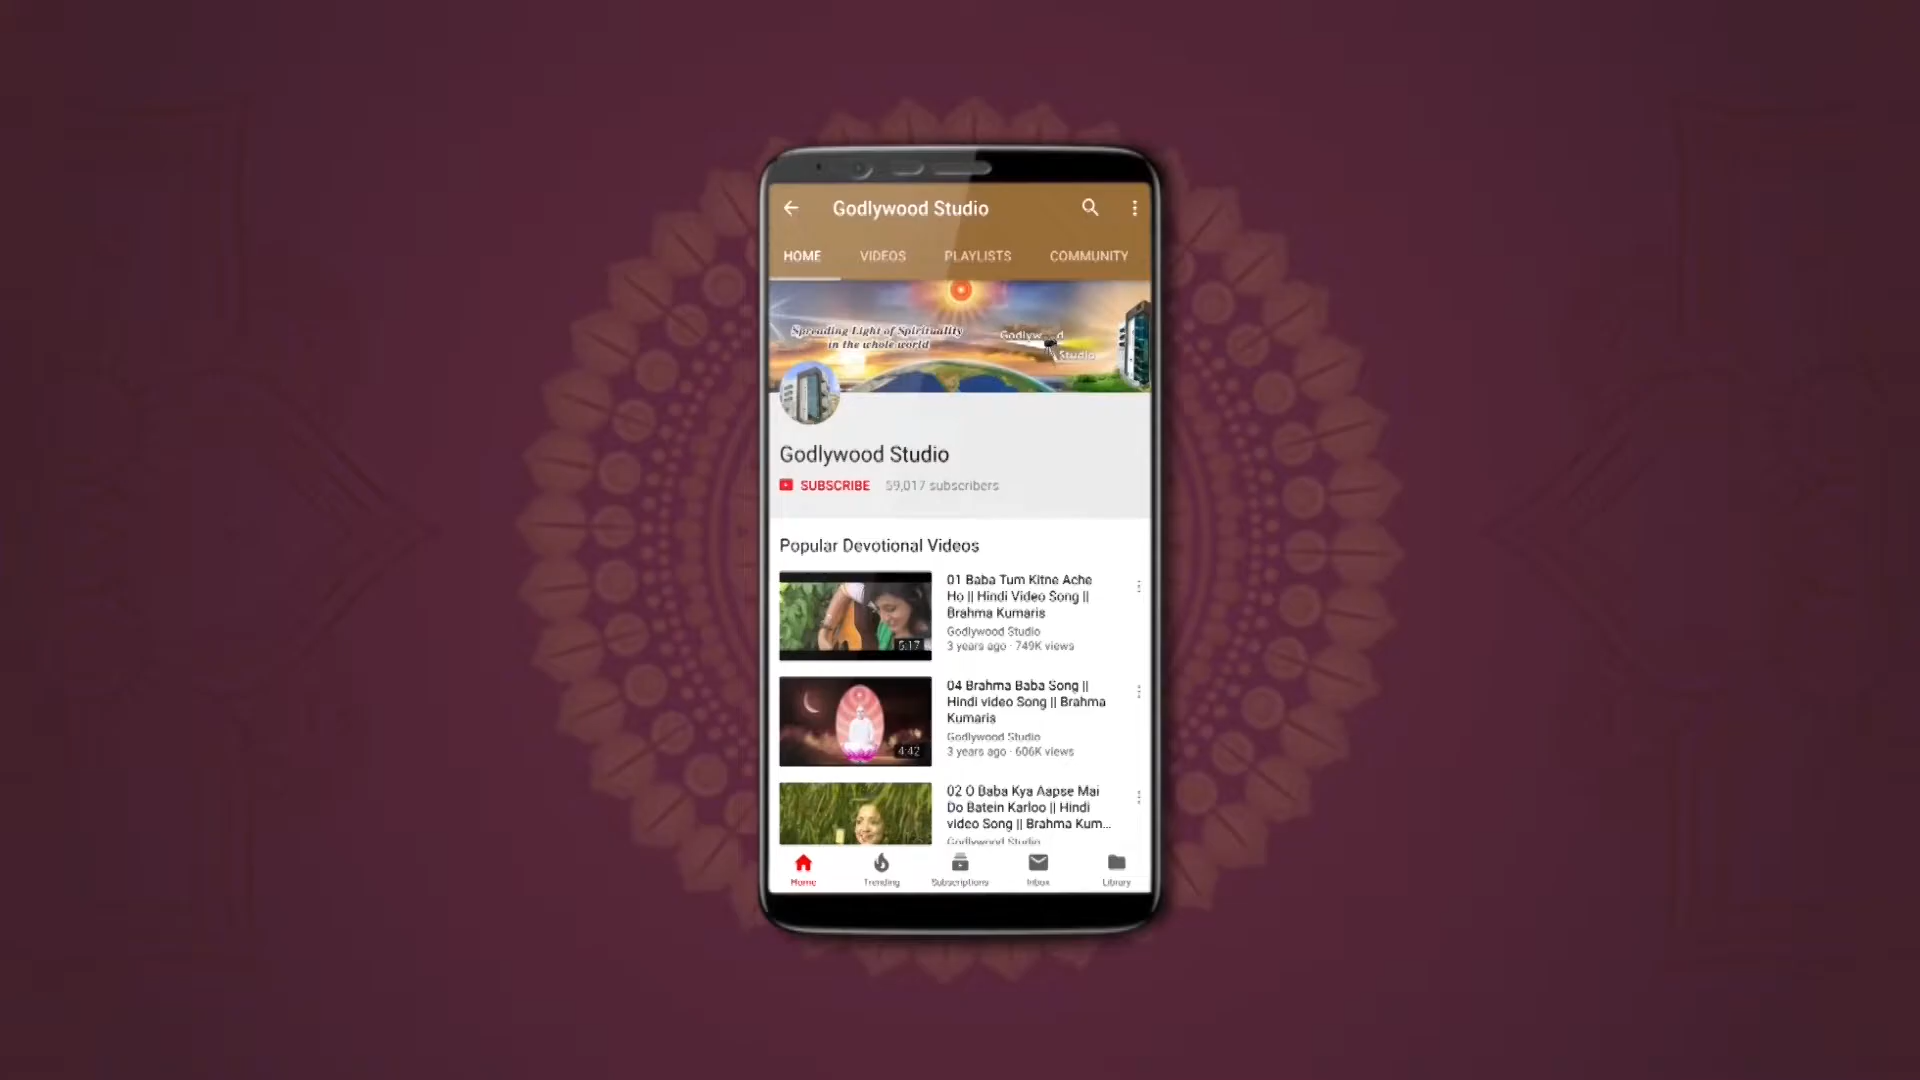 Godlywood Studio
HOME VIDEOS PLAYLISTS COMMUNITY
Spreading Light of Spirituality
in the whole world
Studio
Godlywood Studio
SUBSCRIBE 59,017 subscribers
Popular Devotional Videos
01 Baba Tum Kitne Ache
Ho || Hindi Video Song ||
Brahma Kumaris
Godlywood Studio
3 years ago · 749K views
5:17
04 Brahma Baba Song ||
Hindi video Song || Brahma
Kumaris
Godlywood Studio
3 years ago · 606K views
4:42
02 O Baba Kya Aapse Mai
Do Batein Karloo || Hindi
video Song || Brahma Kum...
Godlywood Studio
Home Trending Subscriptions Inbox Library